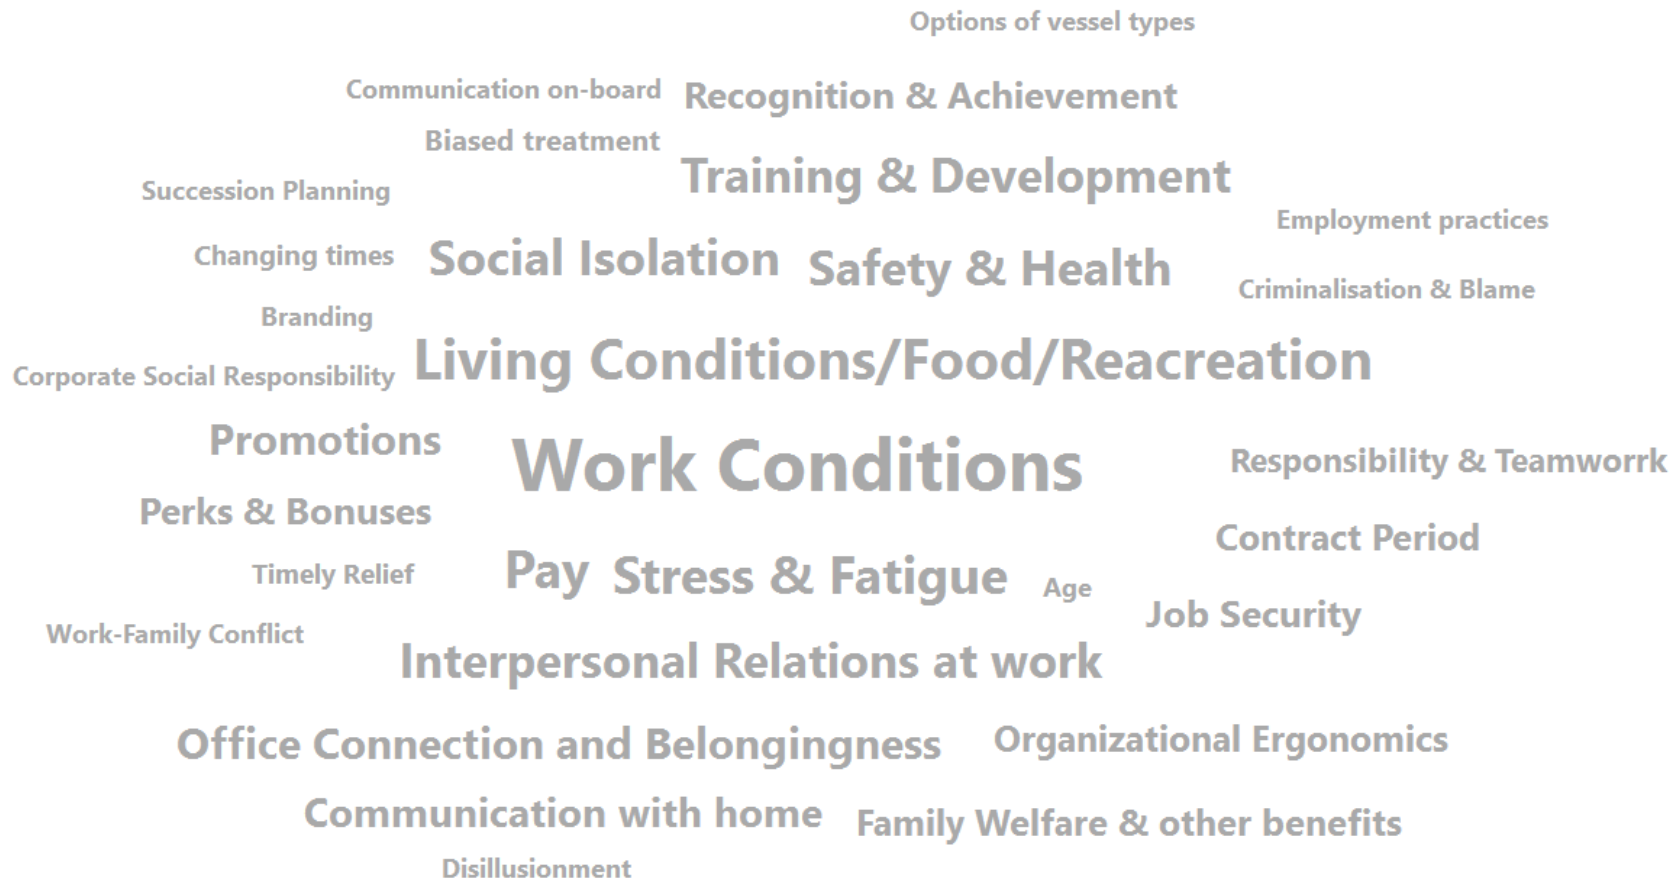 Options of vessel types
Communication on-board
Recognition & Achievement
Biased treatment
Training & Development
Succession Planning
Employment practices
Changing times
Social Isolation
Safety & Health
Criminalisation & Blame
Branding
Living Conditions/Food/Reacreation
Corporate Social Responsibility
Promotions
Work Conditions
Responsibility & Teamworrk
Perks & Bonuses
Contract Period
Timely Relief
Pay
Stress & Fatigue
Age
Job Security
Work-Family Conflict
Interpersonal Relations at work
Office Connection and Belongingness
Organizational Ergonomics
Communication with home
Family Welfare & other benefits
Disillusionment